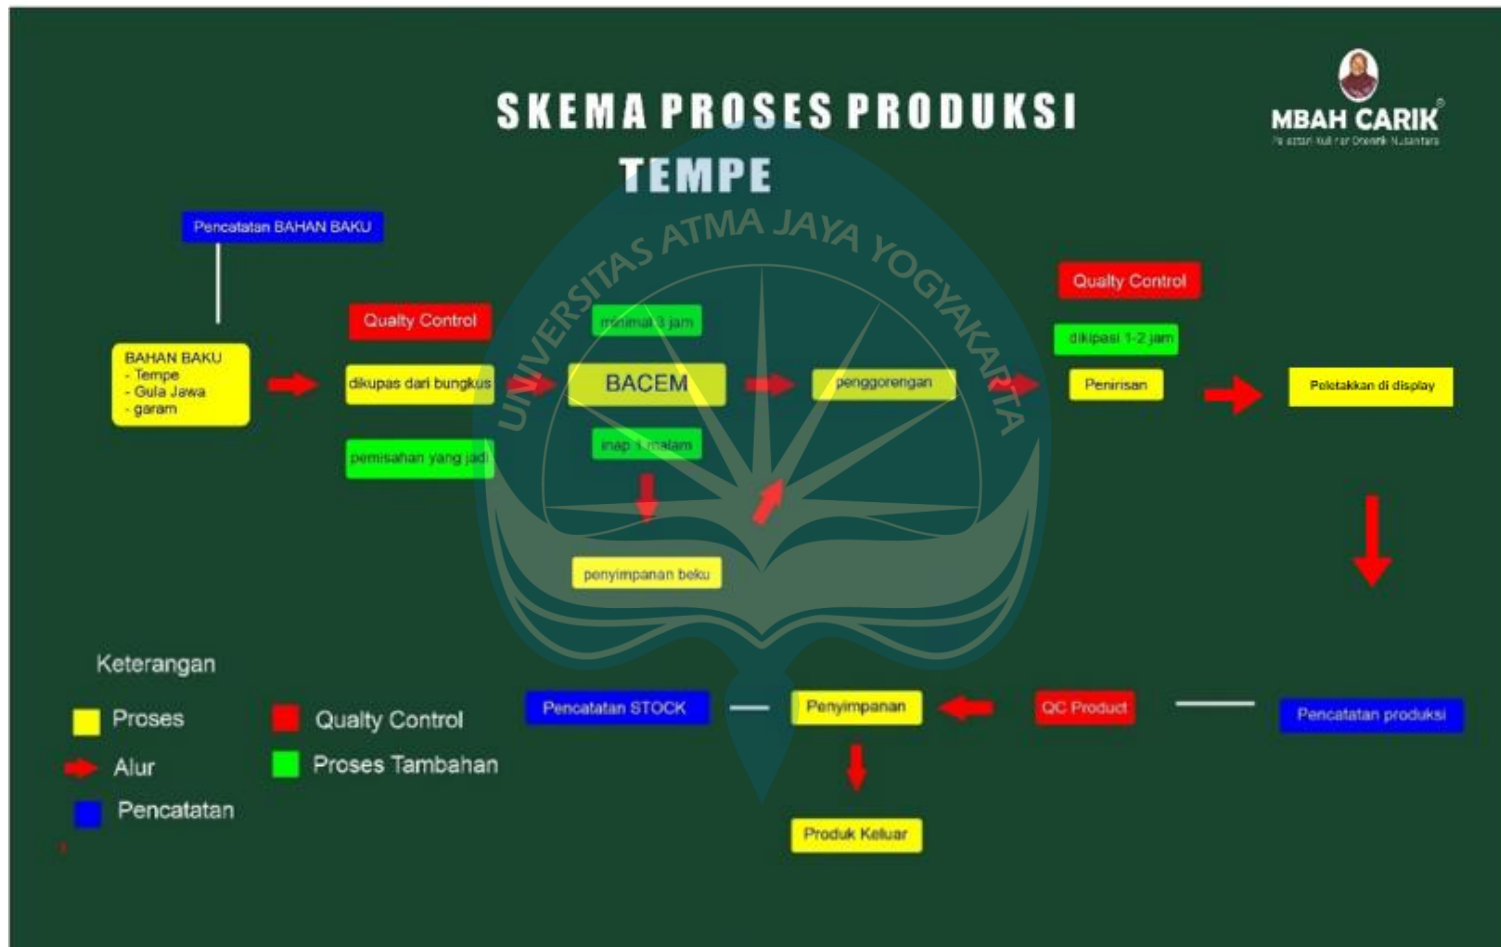 SKEMA PROSES PRODUKSI
TEMPE
MBAH CARIK®
UNIVERSITAS ATMA JAYA YOGYAKARTA
Pencatatan BAHAN BAKU
Qualty Control
minimal 3 jam
Qualty Control
dikipasi 1-2 jam
BAHAN BAKU
- Tempe
- Gula Jawa
- garam
dikupas dari bungkus
BACEM
penggorengan
Penirisan
Peletakkan di display
pemisahan yang jadi
inap 1 malam
penyimpanan beku
Pencatatan STOCK
Penyimpanan
QC Product
Pencatatan produksi
Produk Keluar
Keterangan
Proses
Qualty Control
Alur
Proses Tambahan
Pencatatan